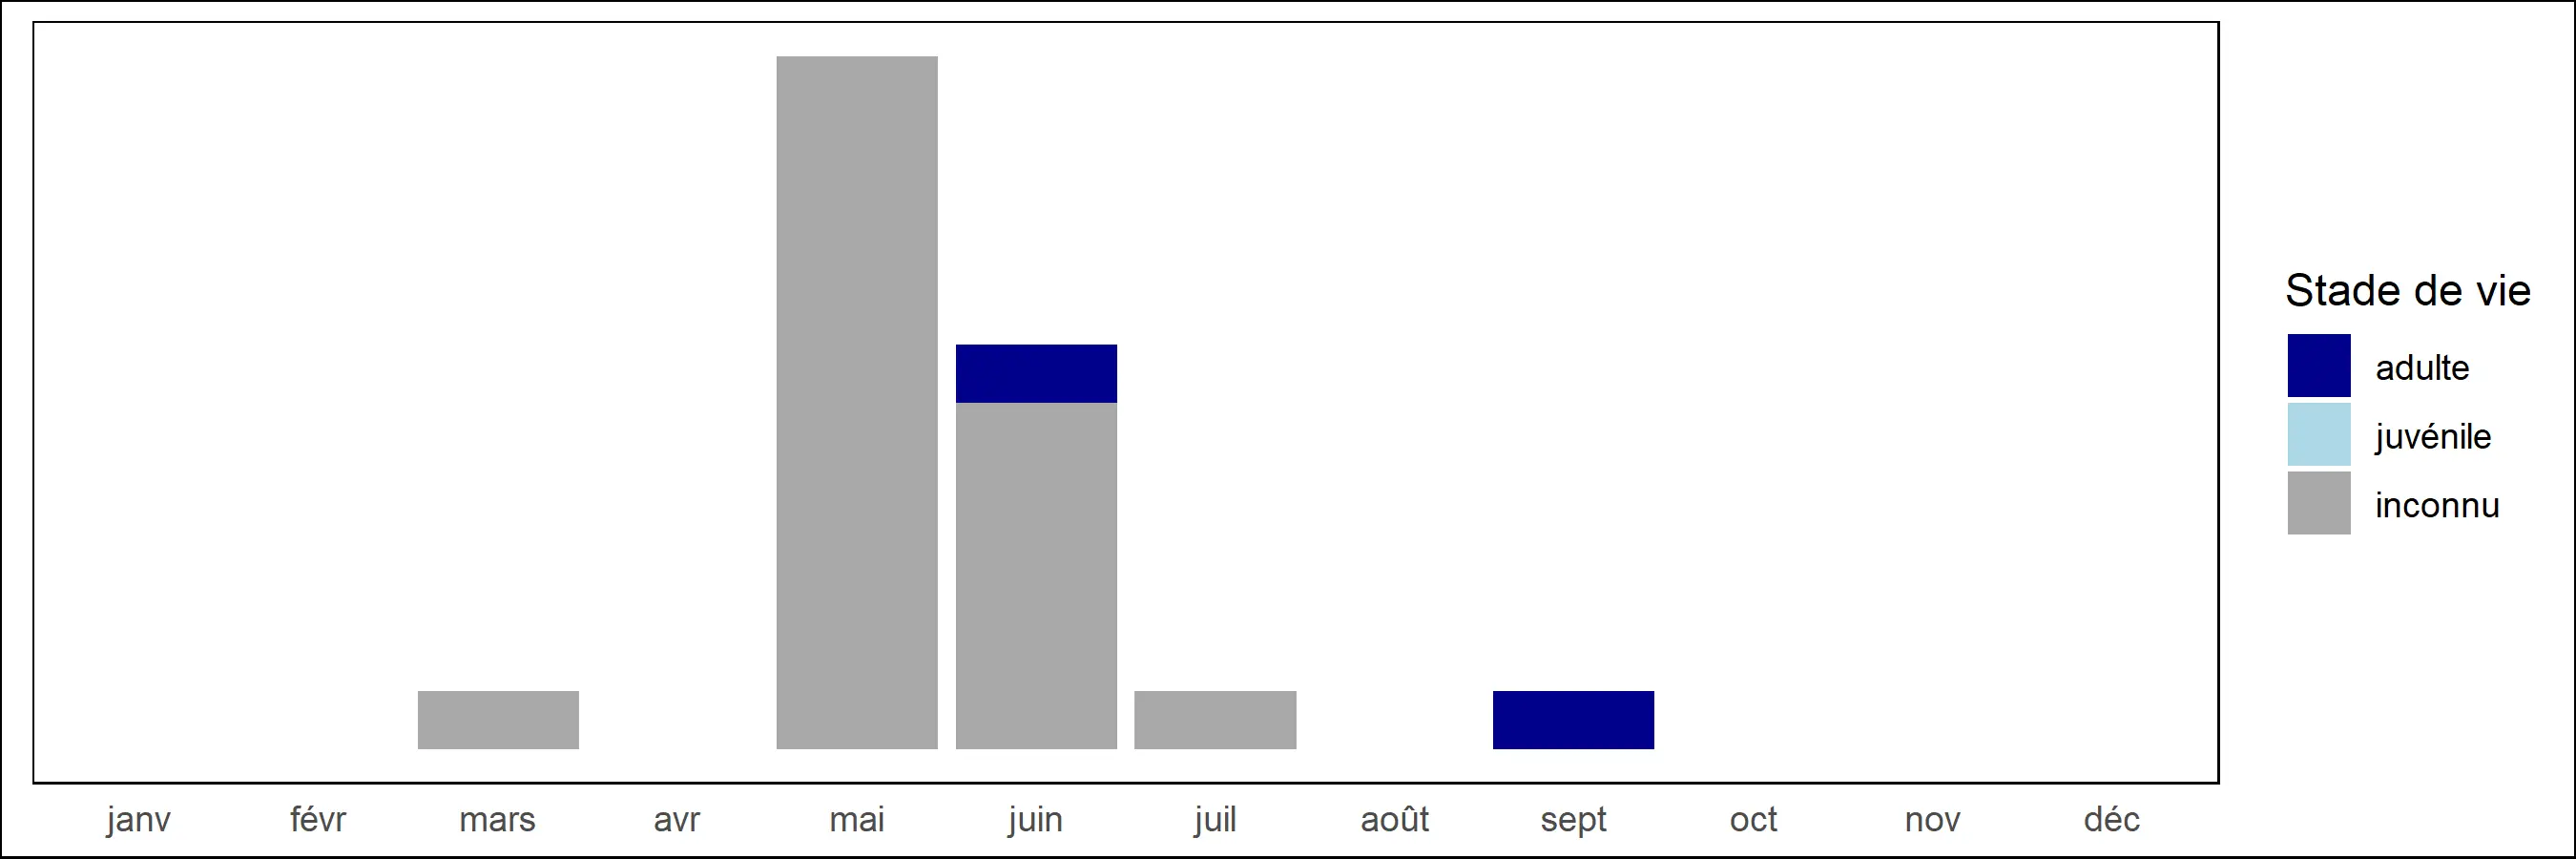 Stade de vie
adulte
juvénile
inconnu
janv févr mars avr mai juin juil août sept oct nov déc